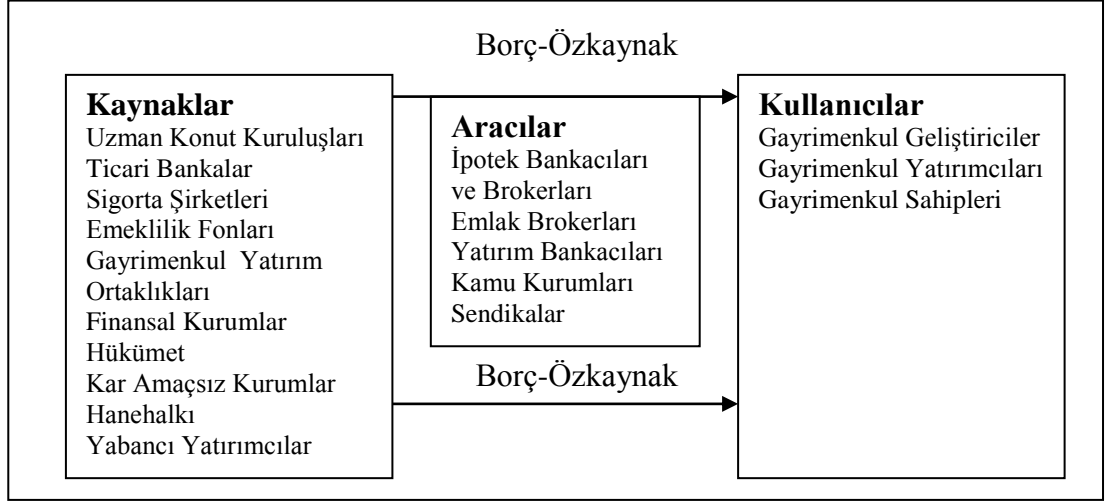 Borç-Özkaynak
Kaynaklar
Uzman Konut Kuruluşları
Ticari Bankalar
Sigorta Şirketleri
Emeklilik Fonları
Gayrimenkul Yatırım
Ortaklıkları
Finansal Kurumlar
Hükümet
Kar Amaçsız Kurumlar
Hanehalkı
Yabancı Yatırımcılar
Aracılar
İpotek Bankacıları
ve Brokerları
Emlak Brokerları
Yatırım Bankacıları
Kamu Kurumları
Sendikalar
Borç-Özkaynak
Kullanıcılar
Gayrimenkul Geliştiriciler
Gayrimenkul Yatırımcıları
Gayrimenkul Sahipleri